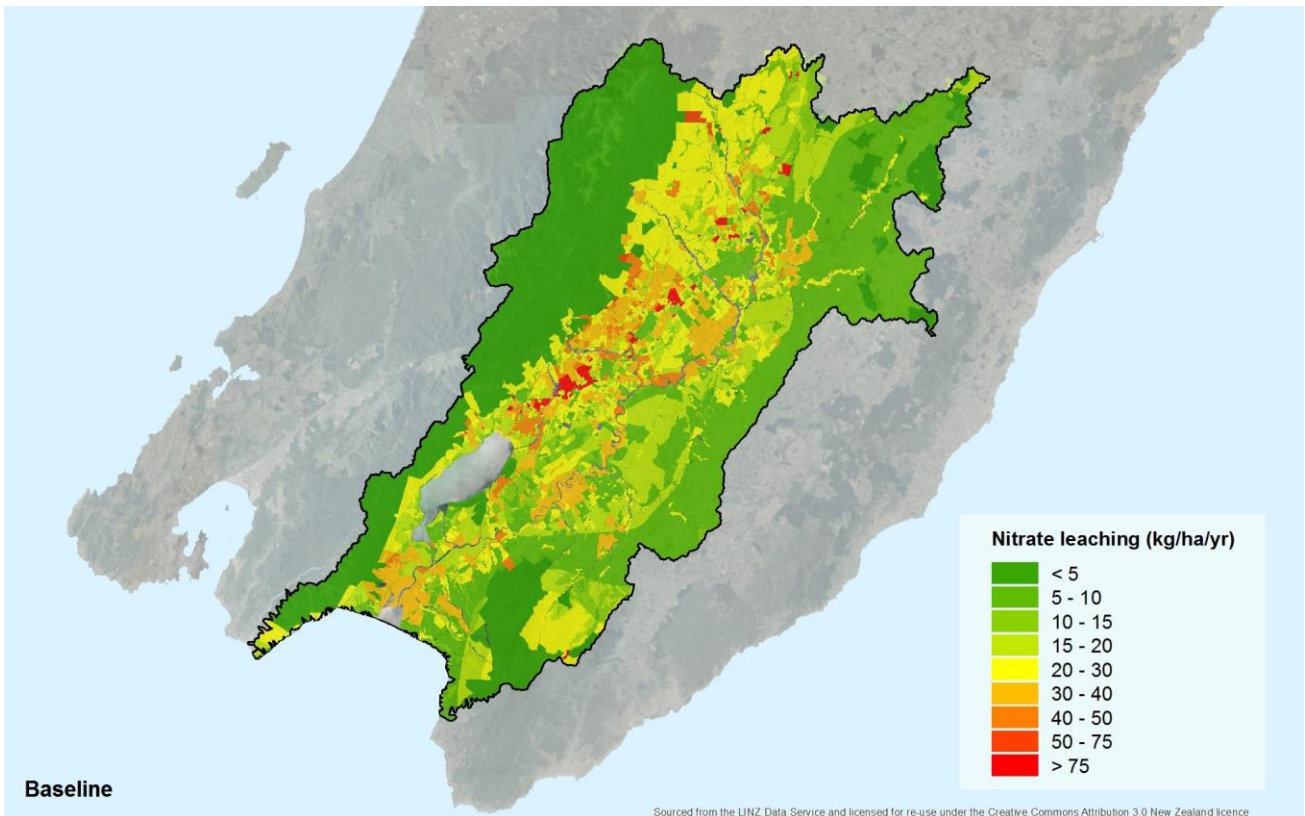 Nitrate leaching (kg/ha/yr)
< 5
5 - 10
10 - 15
15 - 20
20 - 30
30 - 40
40 - 50
50 - 75
> 75
Baseline
Sourced from the LINZ Data Service and licensed for re-use under the Creative Commons Attribution 3.0 New Zealand licence